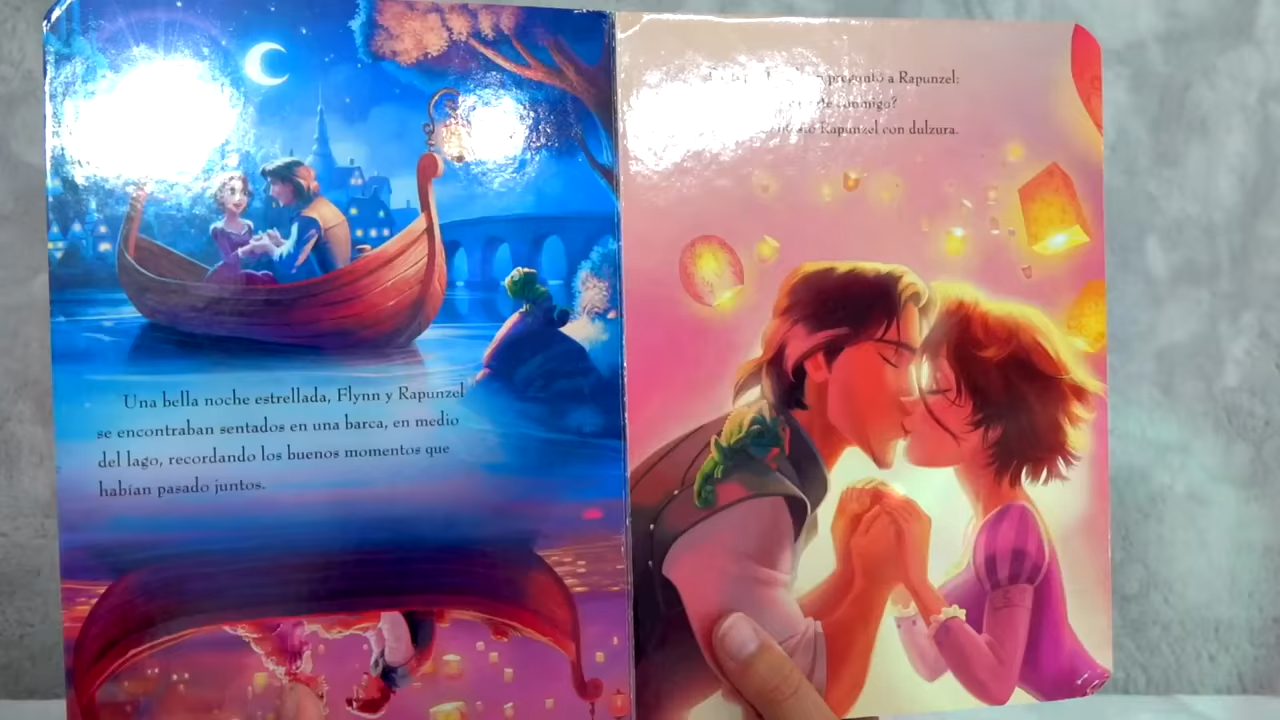 Una bella noche estrellada, Flynn y Rapunzel
se encontraban sentados en una barca, en medio
del lago, recordando los buenos momentos que
habían pasado juntos.
preguntó a Rapunzel:
conmigo?
Rapunzel con dulzura.